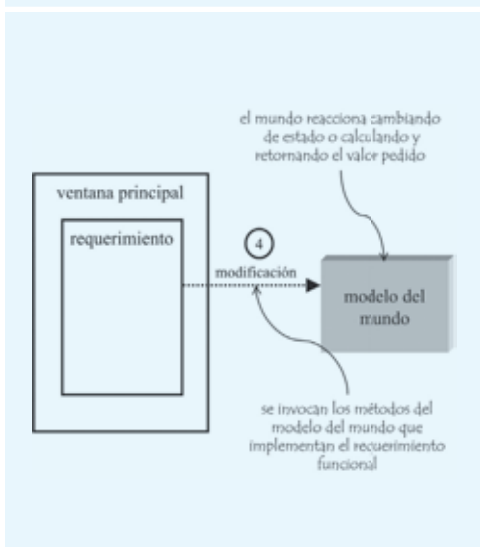 el mundo reacciona cambiando
de estado o calculando y
retornando el valor pedido
ventana principal
requerimiento
4
modificación
modelo del
mundo
se invocan los métodos del
modelo del mundo que
implementan el requerimiento
funcional